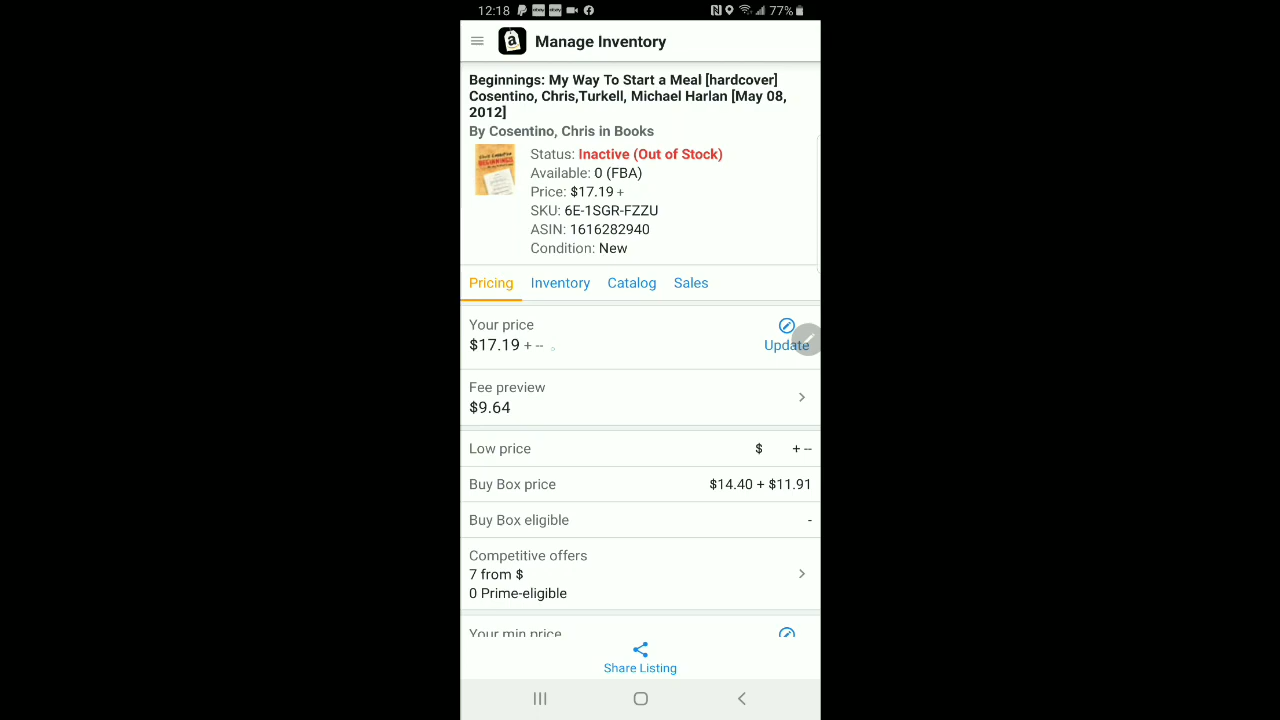 12:18 77%
Manage Inventory
Beginnings: My Way To Start a Meal [hardcover]
Cosentino, Chris,Turkell, Michael Harlan [May 08,
2012]
By Cosentino, Chris in Books
Status: Inactive (Out of Stock)
Available: 0 (FBA)
Price: $17.19 +
SKU: 6E-1SGR-FZZU
ASIN: 1616282940
Condition: New
Pricing Inventory Catalog Sales
Your price
$17.19 + --
Update
Fee preview
$9.64
Low price $ + --
Buy Box price $14.40 + $11.91
Buy Box eligible -
Competitive offers
7 from $
0 Prime-eligible
Your min price
Share Listing